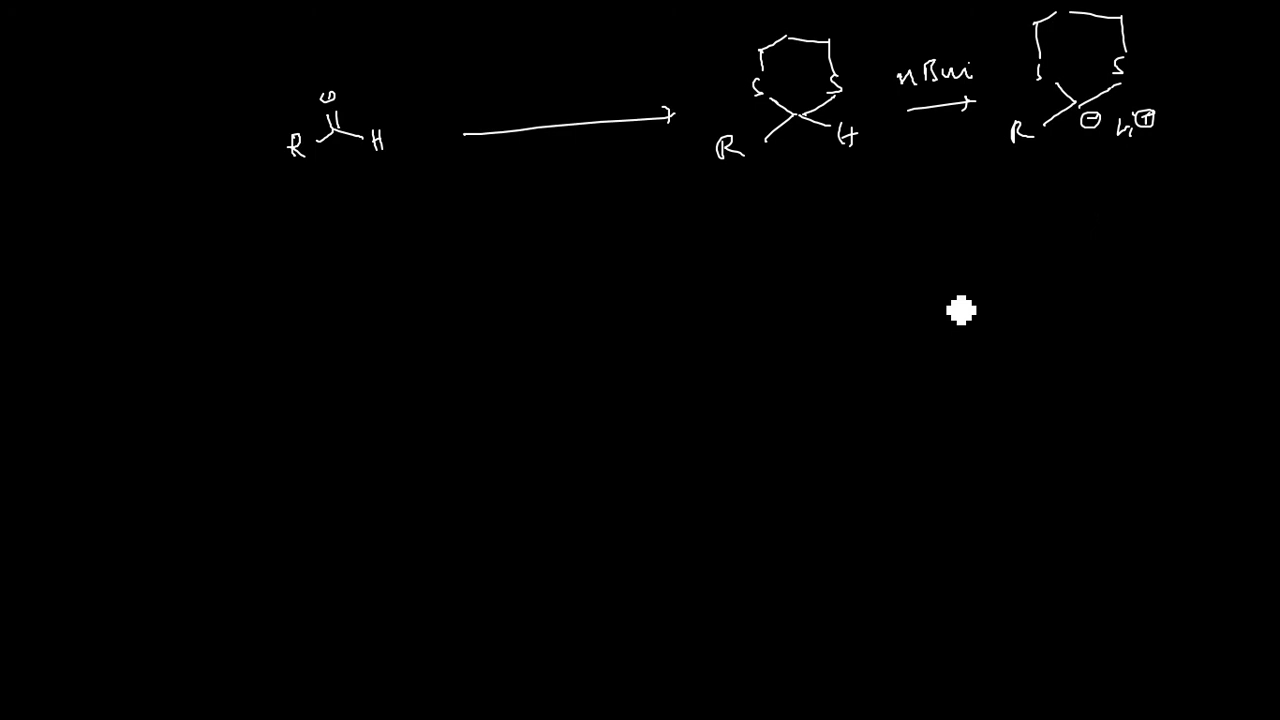 O
R H
S S
R H
nBuLi
S S
R ⊖ Li ⊕